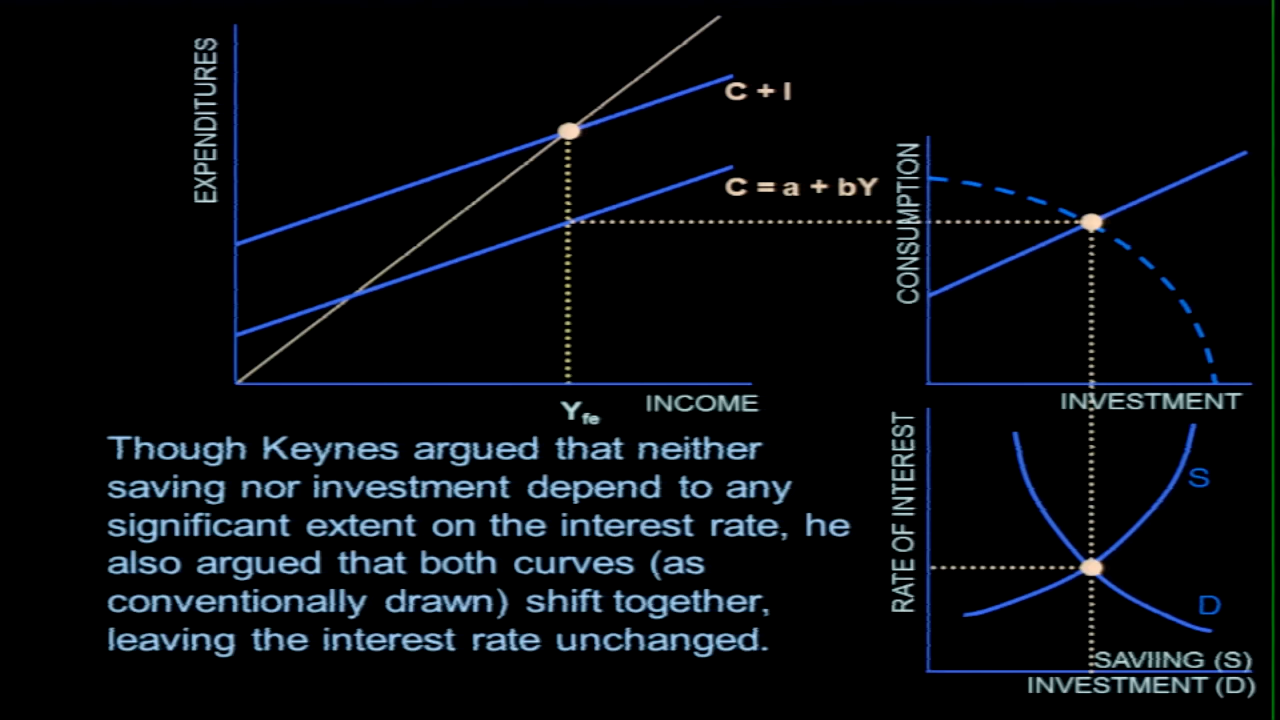 EXPENDITURES
C + I
C = a + bY
CONSUMPTION
Yfe
INCOME
INVESTMENT
Though Keynes argued that neither
saving nor investment depend to any
significant extent on the interest rate, he
also argued that both curves (as
conventionally drawn) shift together,
leaving the interest rate unchanged.
RATE OF INTEREST
S
D
SAVIING (S)
INVESTMENT (D)